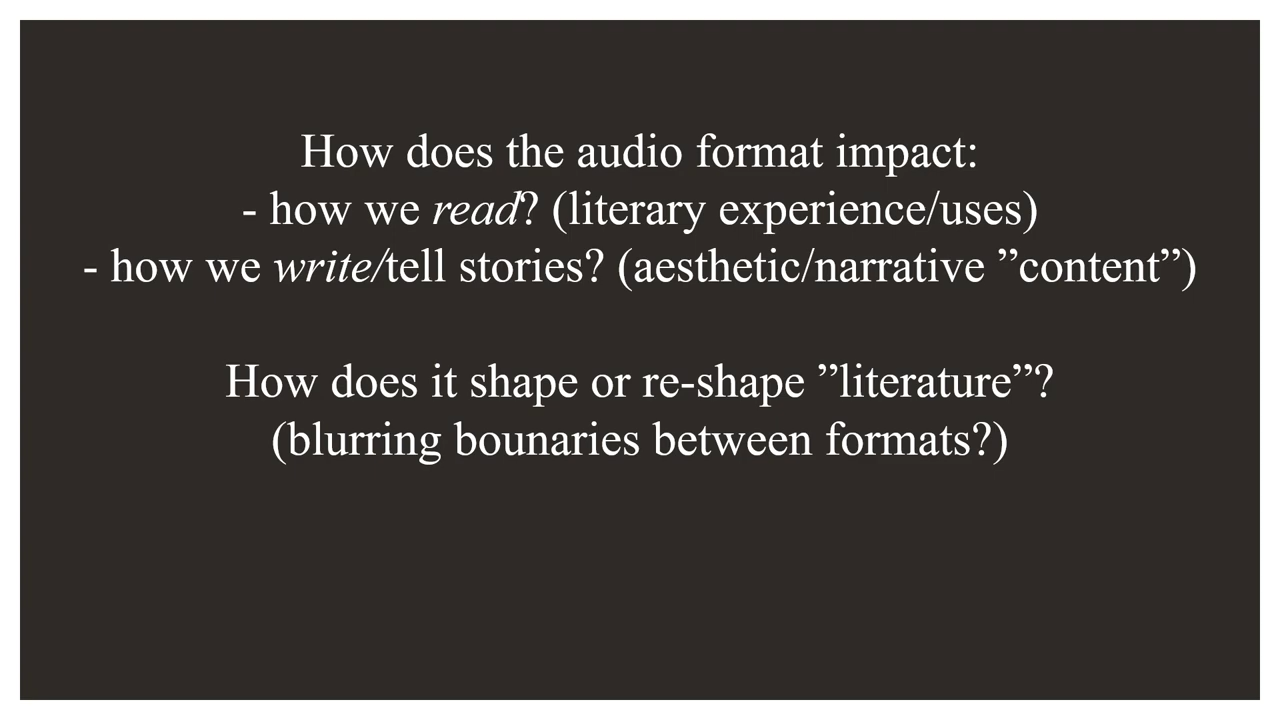 How does the audio format impact:
- how we read? (literary experience/uses)
- how we write/tell stories? (aesthetic/narrative ”content”)
How does it shape or re-shape ”literature”?
(blurring bounaries between formats?)